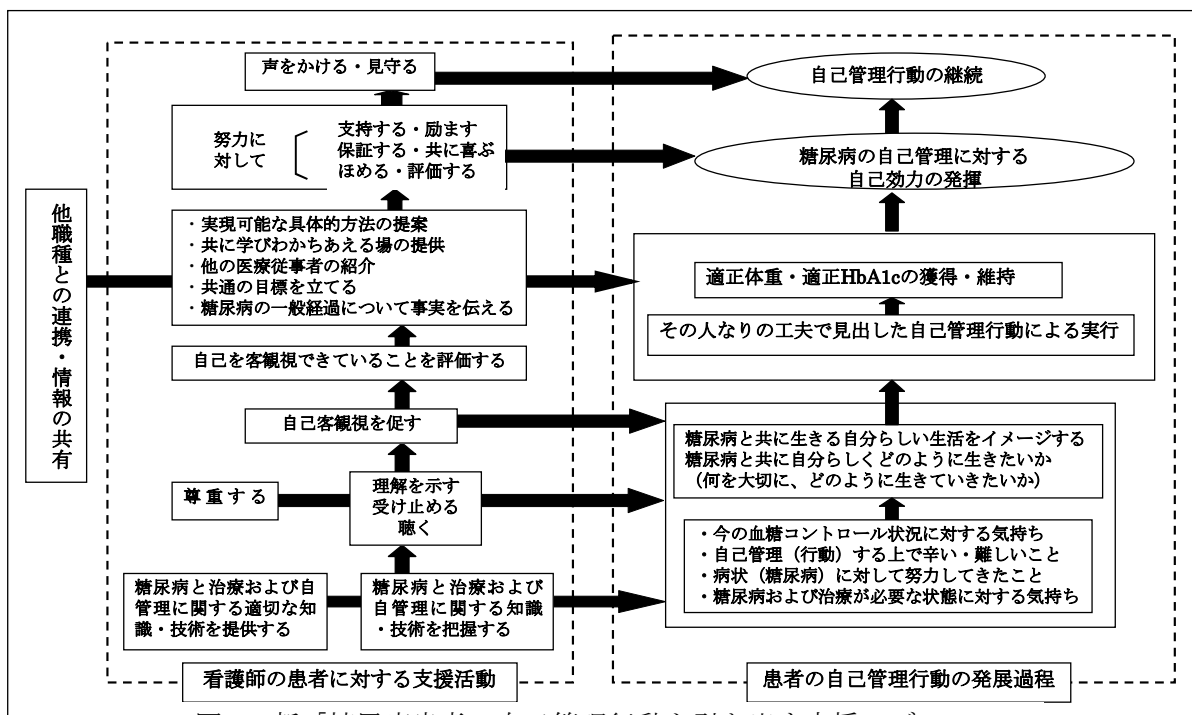 声をかける・見守る
努力に
対して
支持する・励ます
保証する・共に喜ぶ
ほめる・評価する
他職種との連携・情報の共有
・実現可能な具体的方法の提案
・共に学びわかちあえる場の提供
・他の医療従事者の紹介
・共通の目標を立てる
・糖尿病の一般経過について事実を伝える
自己を客観視できていることを評価する
自己客観視を促す
尊重する
理解を示す
受け止める
聴く
糖尿病と治療および自
管理に関する適切な知
識・技術を提供する
糖尿病と治療および
自管理に関する知識
・技術を把握する
看護師の患者に対する支援活動
自己管理行動の継続
糖尿病の自己管理に対する
自己効力の発揮
適正体重・適正HbA1cの獲得・維持
その人なりの工夫で見出した自己管理行動による実行
糖尿病と共に生きる自分らしい生活をイメージする
糖尿病と共に自分らしくどのように生きたいか
（何を大切に、どのように生きていきたいか）
・今の血糖コントロール状況に対する気持ち
・自己管理（行動）する上で辛い・難しいこと
・病状（糖尿病）に対して努力してきたこと
・糖尿病および治療が必要な状態に対する気持ち
患者の自己管理行動の発展過程